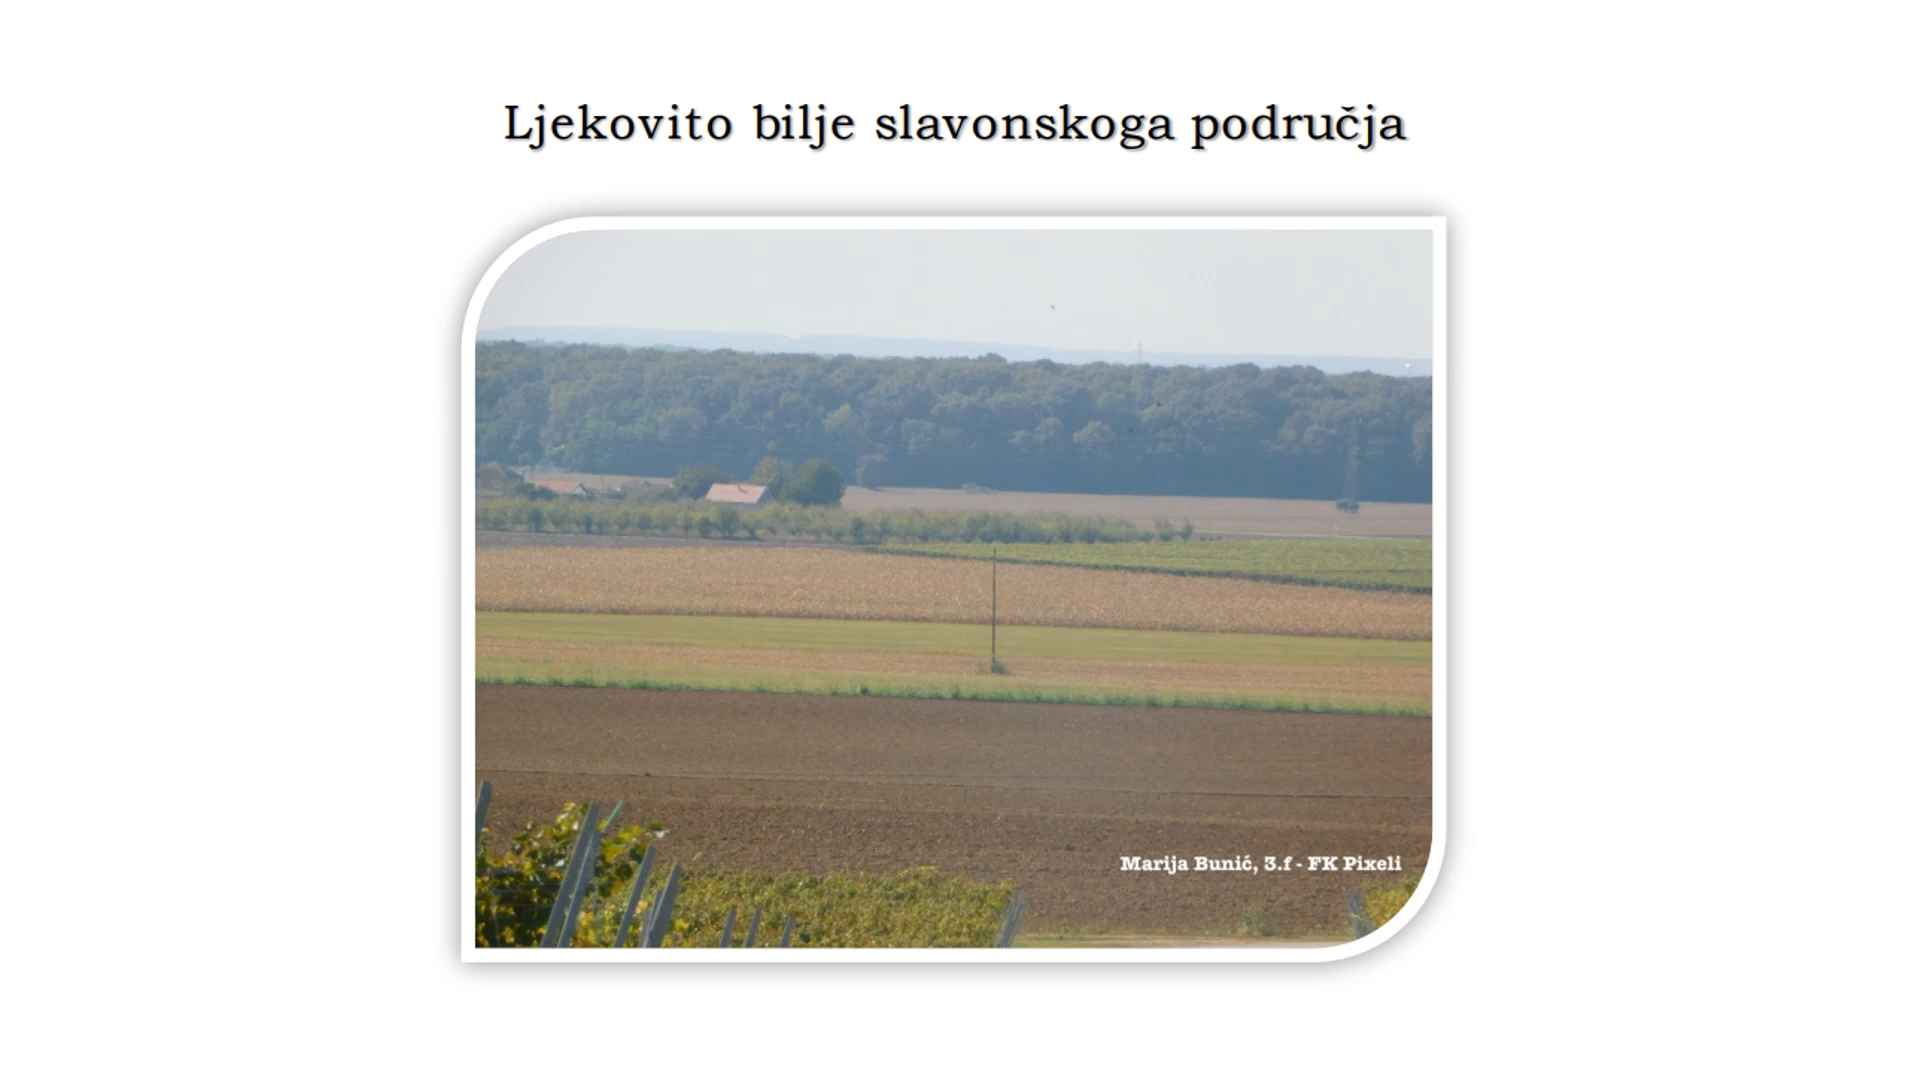 Ljekovito bilje slavonskoga područja
Marija Bunić, 3.f - FK Pixeli